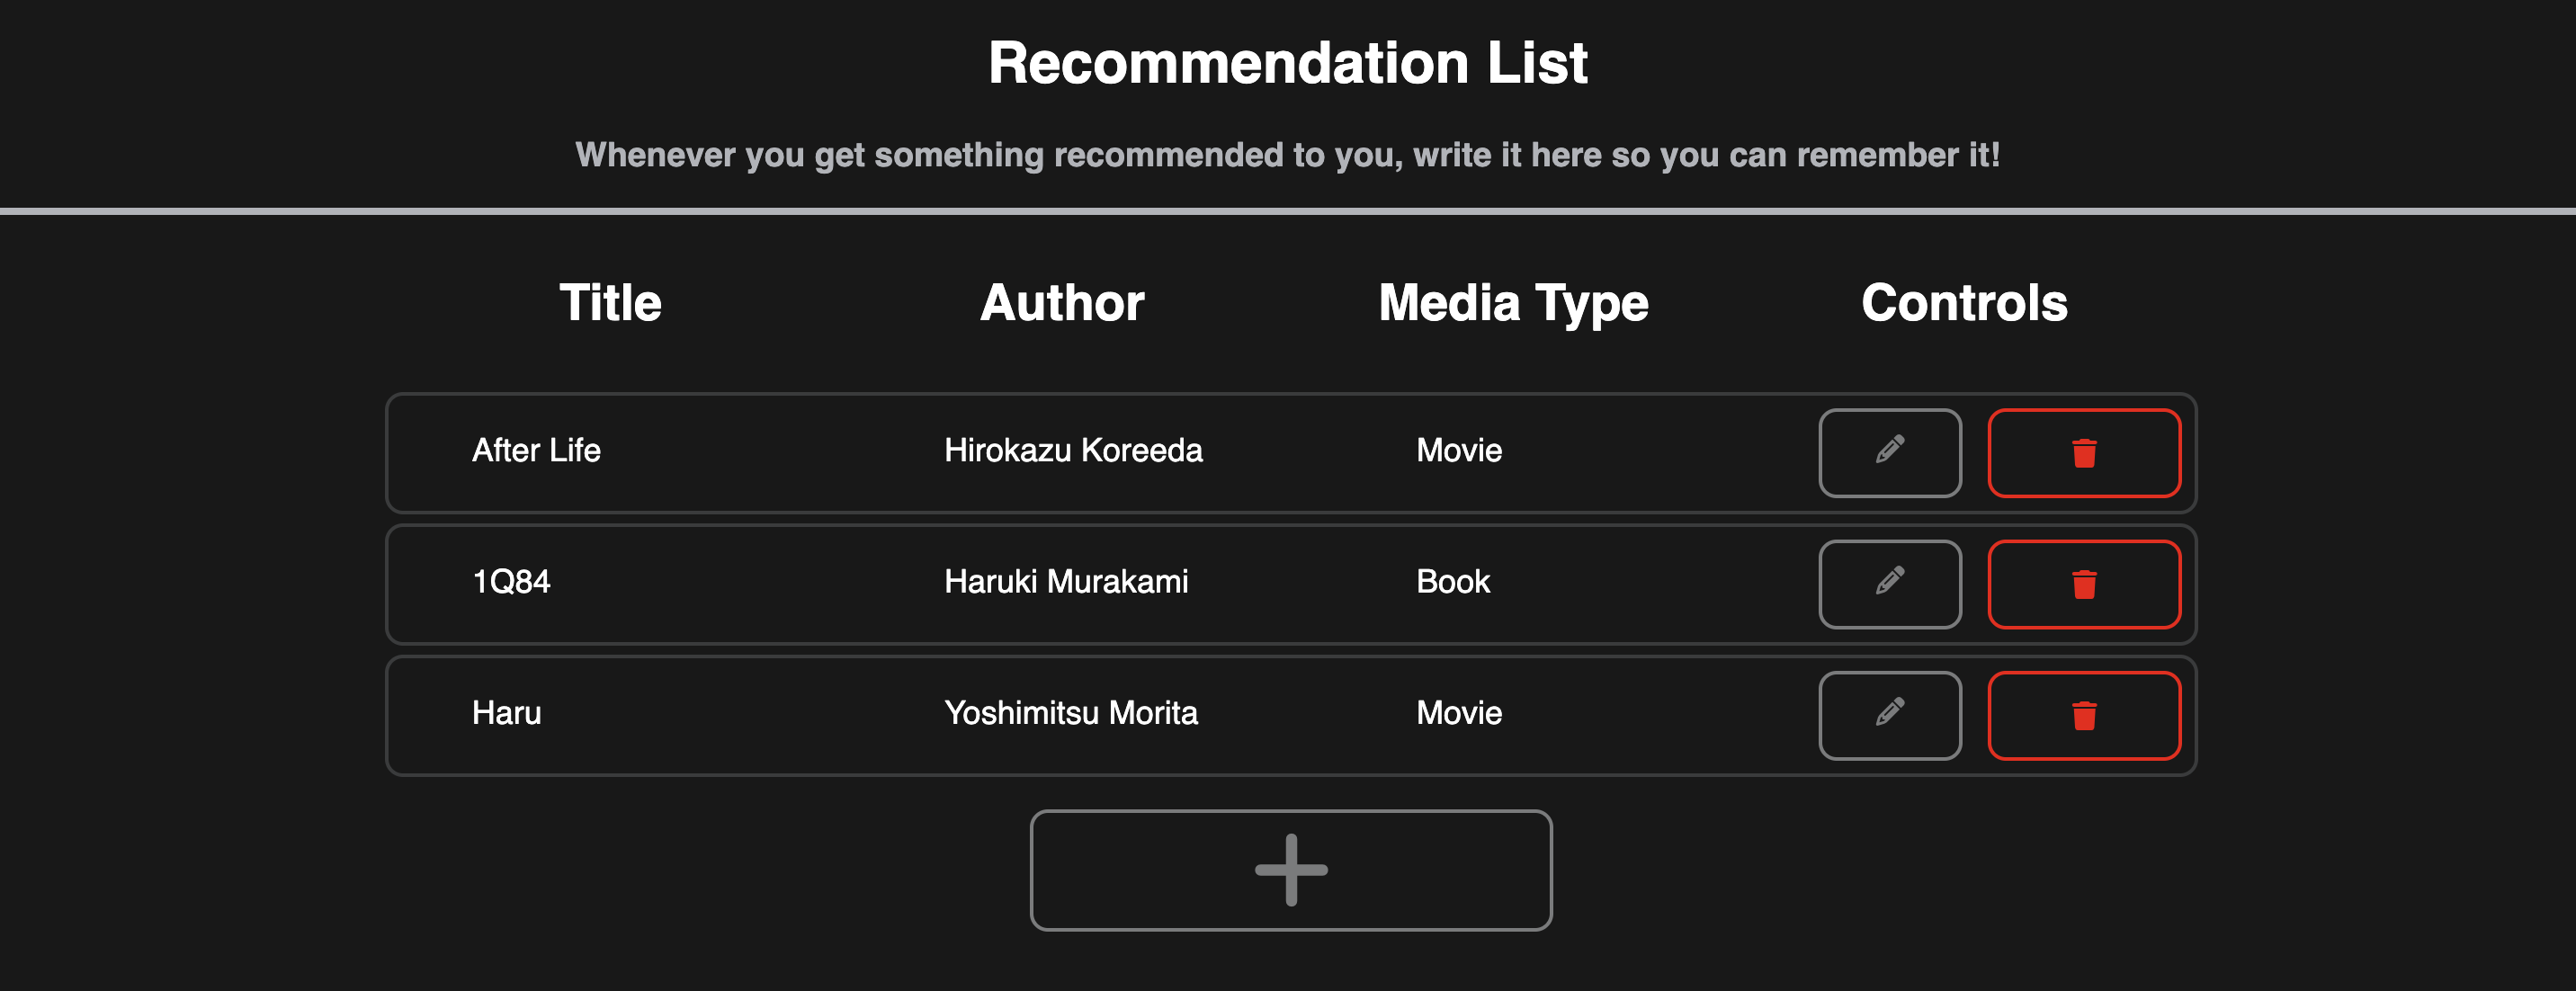 Recommendation List
Whenever you get something recommended to you, write it here so you can remember it!
Title Author Media Type Controls
After Life Hirokazu Koreeda Movie
1Q84 Haruki Murakami Book
Haru Yoshimitsu Morita Movie